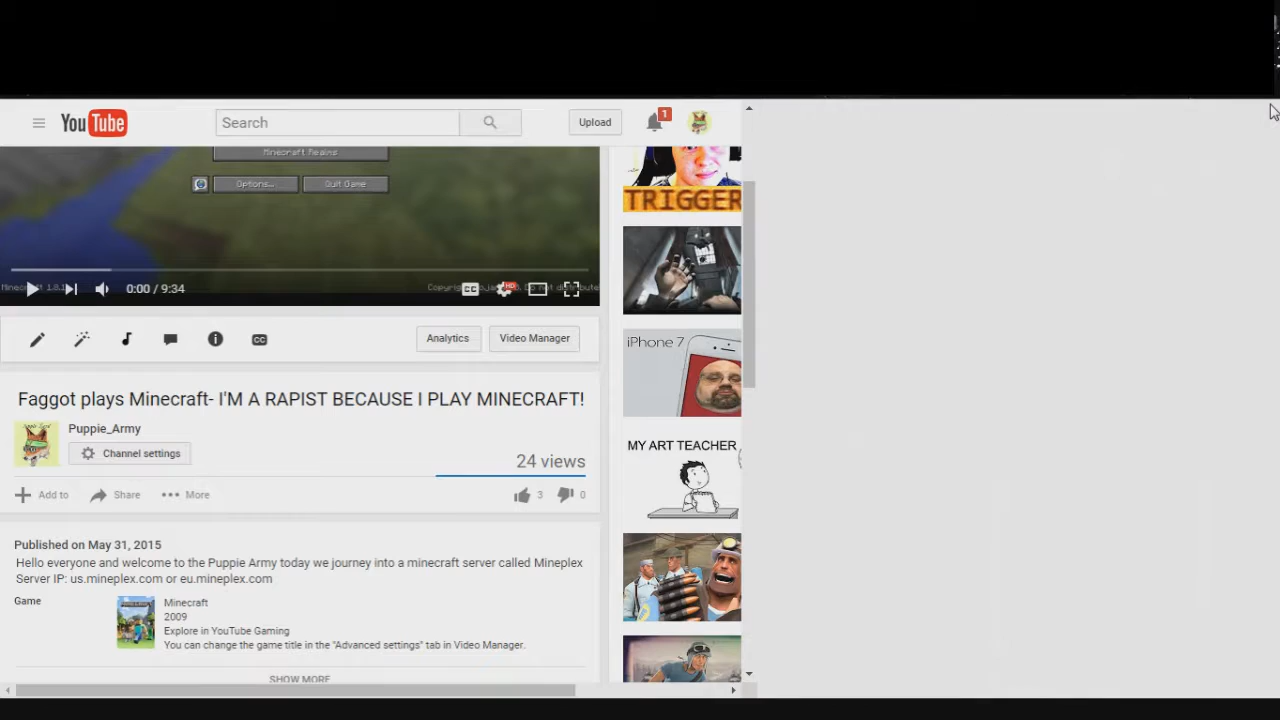 YouTube
Search
Upload
1
Minecraft Realms
Options...
Quit Game
TRIGGER
0:00 / 9:34
CC
HD
iPhone 7
Analytics
Video Manager
Faggot plays Minecraft- I'M A RAPIST BECAUSE I PLAY MINECRAFT!
Puppie_Army
Channel settings
24 views
MY ART TEACHER
Add to
Share
More
3
0
Published on May 31, 2015
Hello everyone and welcome to the Puppie Army today we journey into a minecraft server called Mineplex
Server IP: us.mineplex.com or eu.mineplex.com
Game
Minecraft
2009
Explore in YouTube Gaming
You can change the game title in the "Advanced settings" tab in Video Manager.
SHOW MORE